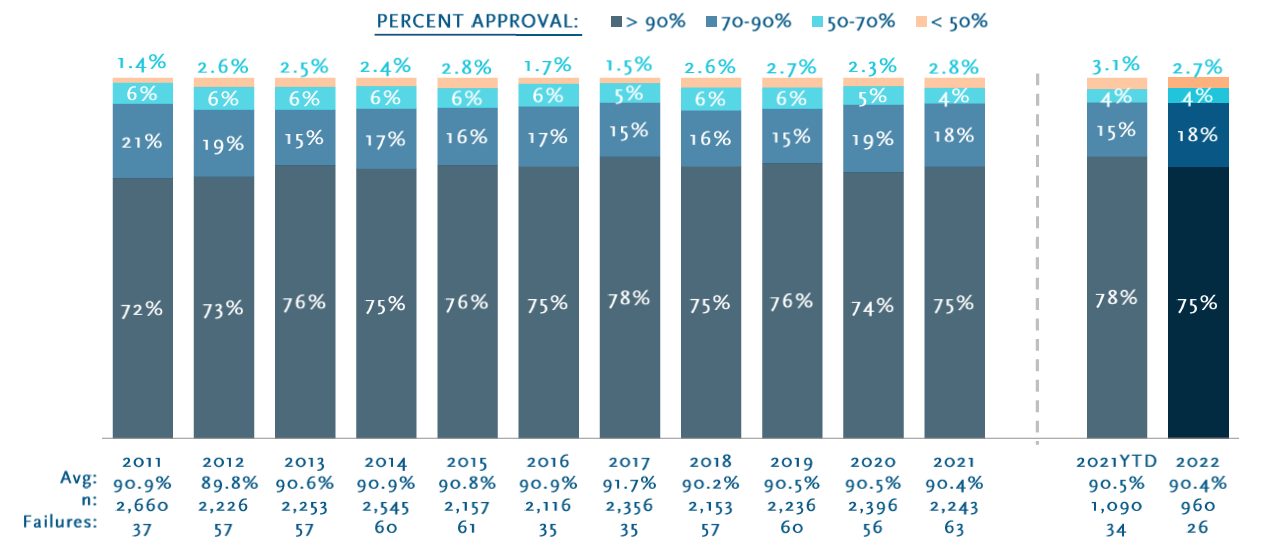 PERCENT APPROVAL: > 90% 70-90% 50-70% < 50%
1.4% 2.6% 2.5% 2.4% 2.8% 1.7% 1.5% 2.6% 2.7% 2.3% 2.8% 3.1% 2.7%
6% 6% 6% 6% 6% 6% 5% 6% 6% 5% 4% 4% 4%
21% 19% 15% 17% 16% 17% 15% 16% 15% 19% 18% 15% 18%
72% 73% 76% 75% 76% 75% 78% 75% 76% 74% 75% 78% 75%
2011 2012 2013 2014 2015 2016 2017 2018 2019 2020 2021 2021YTD 2022
Avg: 90.9% 89.8% 90.6% 90.9% 90.8% 90.9% 91.7% 90.2% 90.5% 90.5% 90.4% 90.5% 90.4%
n: 2,660 2,226 2,253 2,545 2,157 2,116 2,356 2,153 2,236 2,396 2,243 1,090 960
Failures: 37 57 57 60 61 35 35 57 60 56 63 34 26